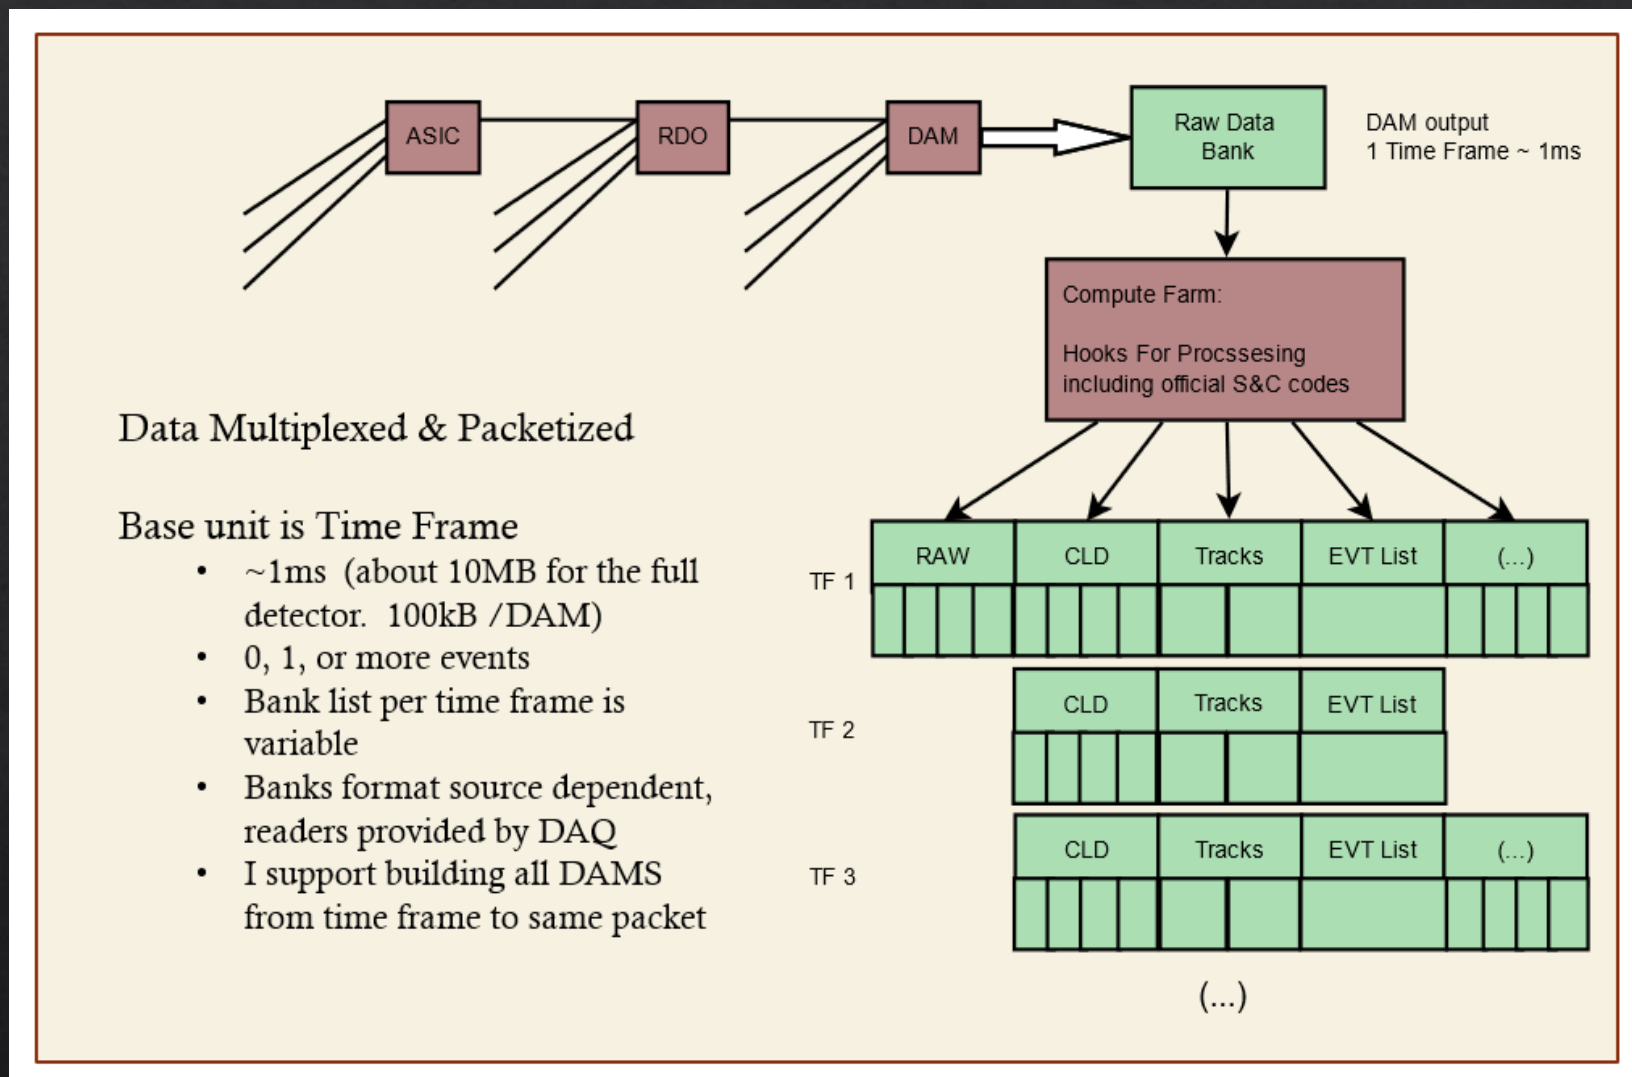 ASIC
RDO
DAM
Raw Data
Bank
DAM output
1 Time Frame ~ 1ms
Compute Farm:
Hooks For Procssesing
including official S&C codes
Data Multiplexed & Packetized
Base unit is Time Frame
• ~1ms  (about 10MB for the full
detector.  100kB /DAM)
• 0, 1, or more events
• Bank list per time frame is
variable
• Banks format source dependent,
readers provided by DAQ
• I support building all DAMS
from time frame to same packet
TF 1
RAW
CLD
Tracks
EVT List
(...)
TF 2
CLD
Tracks
EVT List
TF 3
CLD
Tracks
EVT List
(...)
(...)